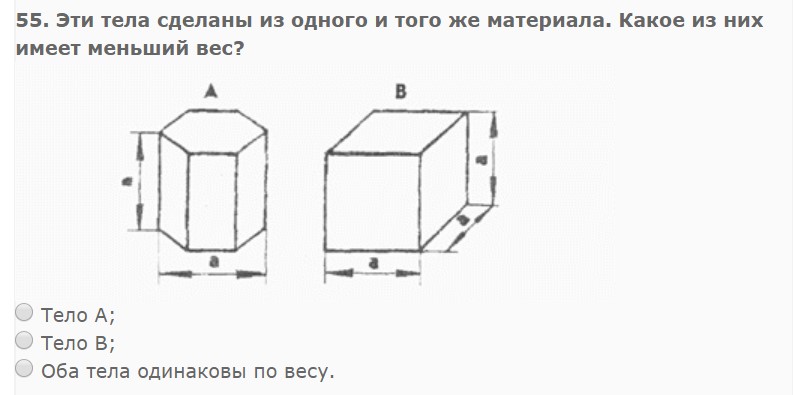 55. Эти тела сделаны из одного и того же материала. Какое из них
имеет меньший вес?
A B
a a
a
a a
Тело А;
Тело В;
Оба тела одинаковы по весу.